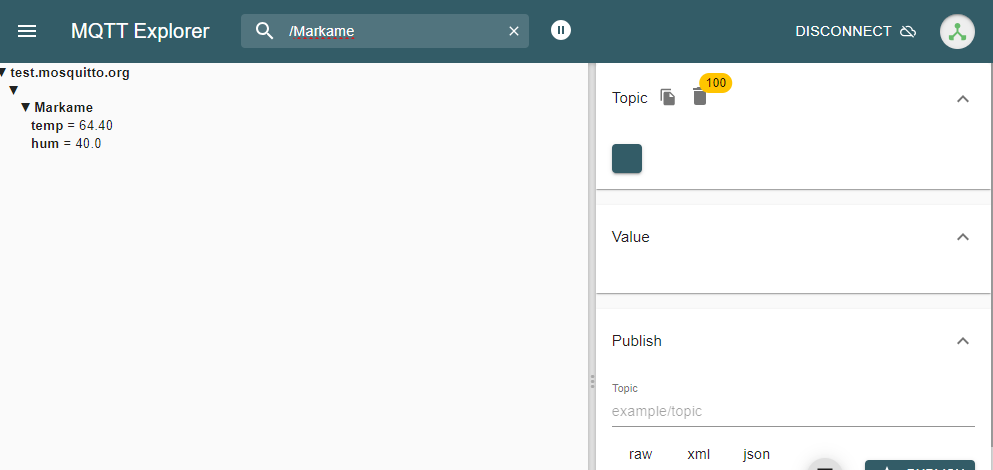 MQTT Explorer
/Markame
DISCONNECT
test.mosquitto.org
Markame
temp = 64.40
hum = 40.0
Topic
100
Value
Publish
Topic
example/topic
raw xml json
PUBLISH